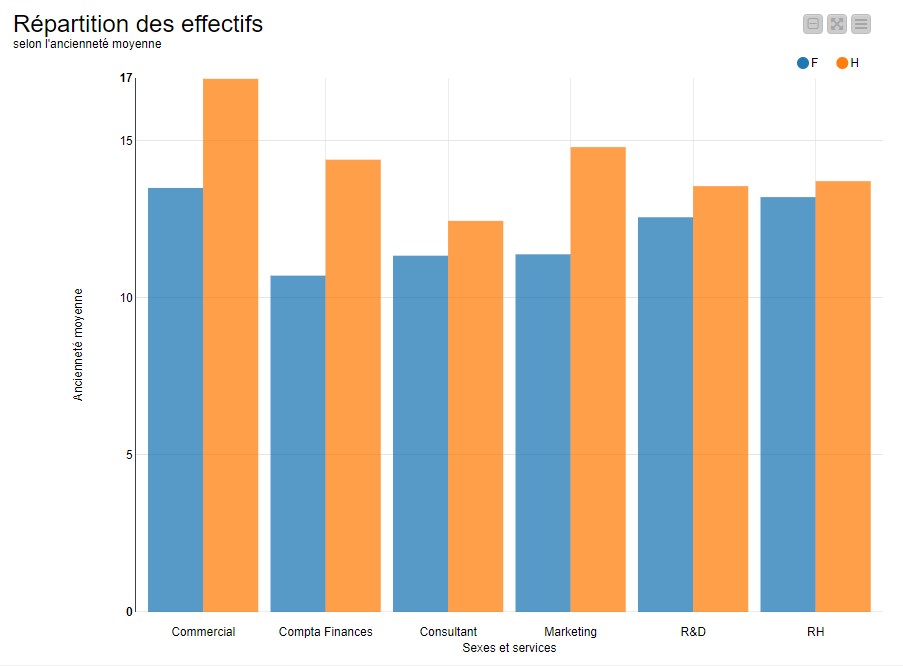 Répartition des effectifs
selon l'ancienneté moyenne
F H
17
15
10
5
0
Ancienneté moyenne
Commercial Compta Finances Consultant Marketing R&D RH
Sexes et services